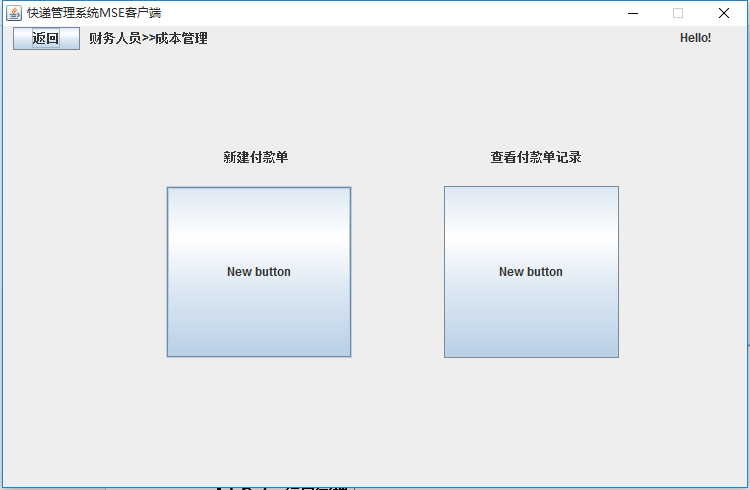 快递管理系统MSE客户端
返回 财务人员>>成本管理 Hello!
新建付款单 查看付款单记录
New button New button